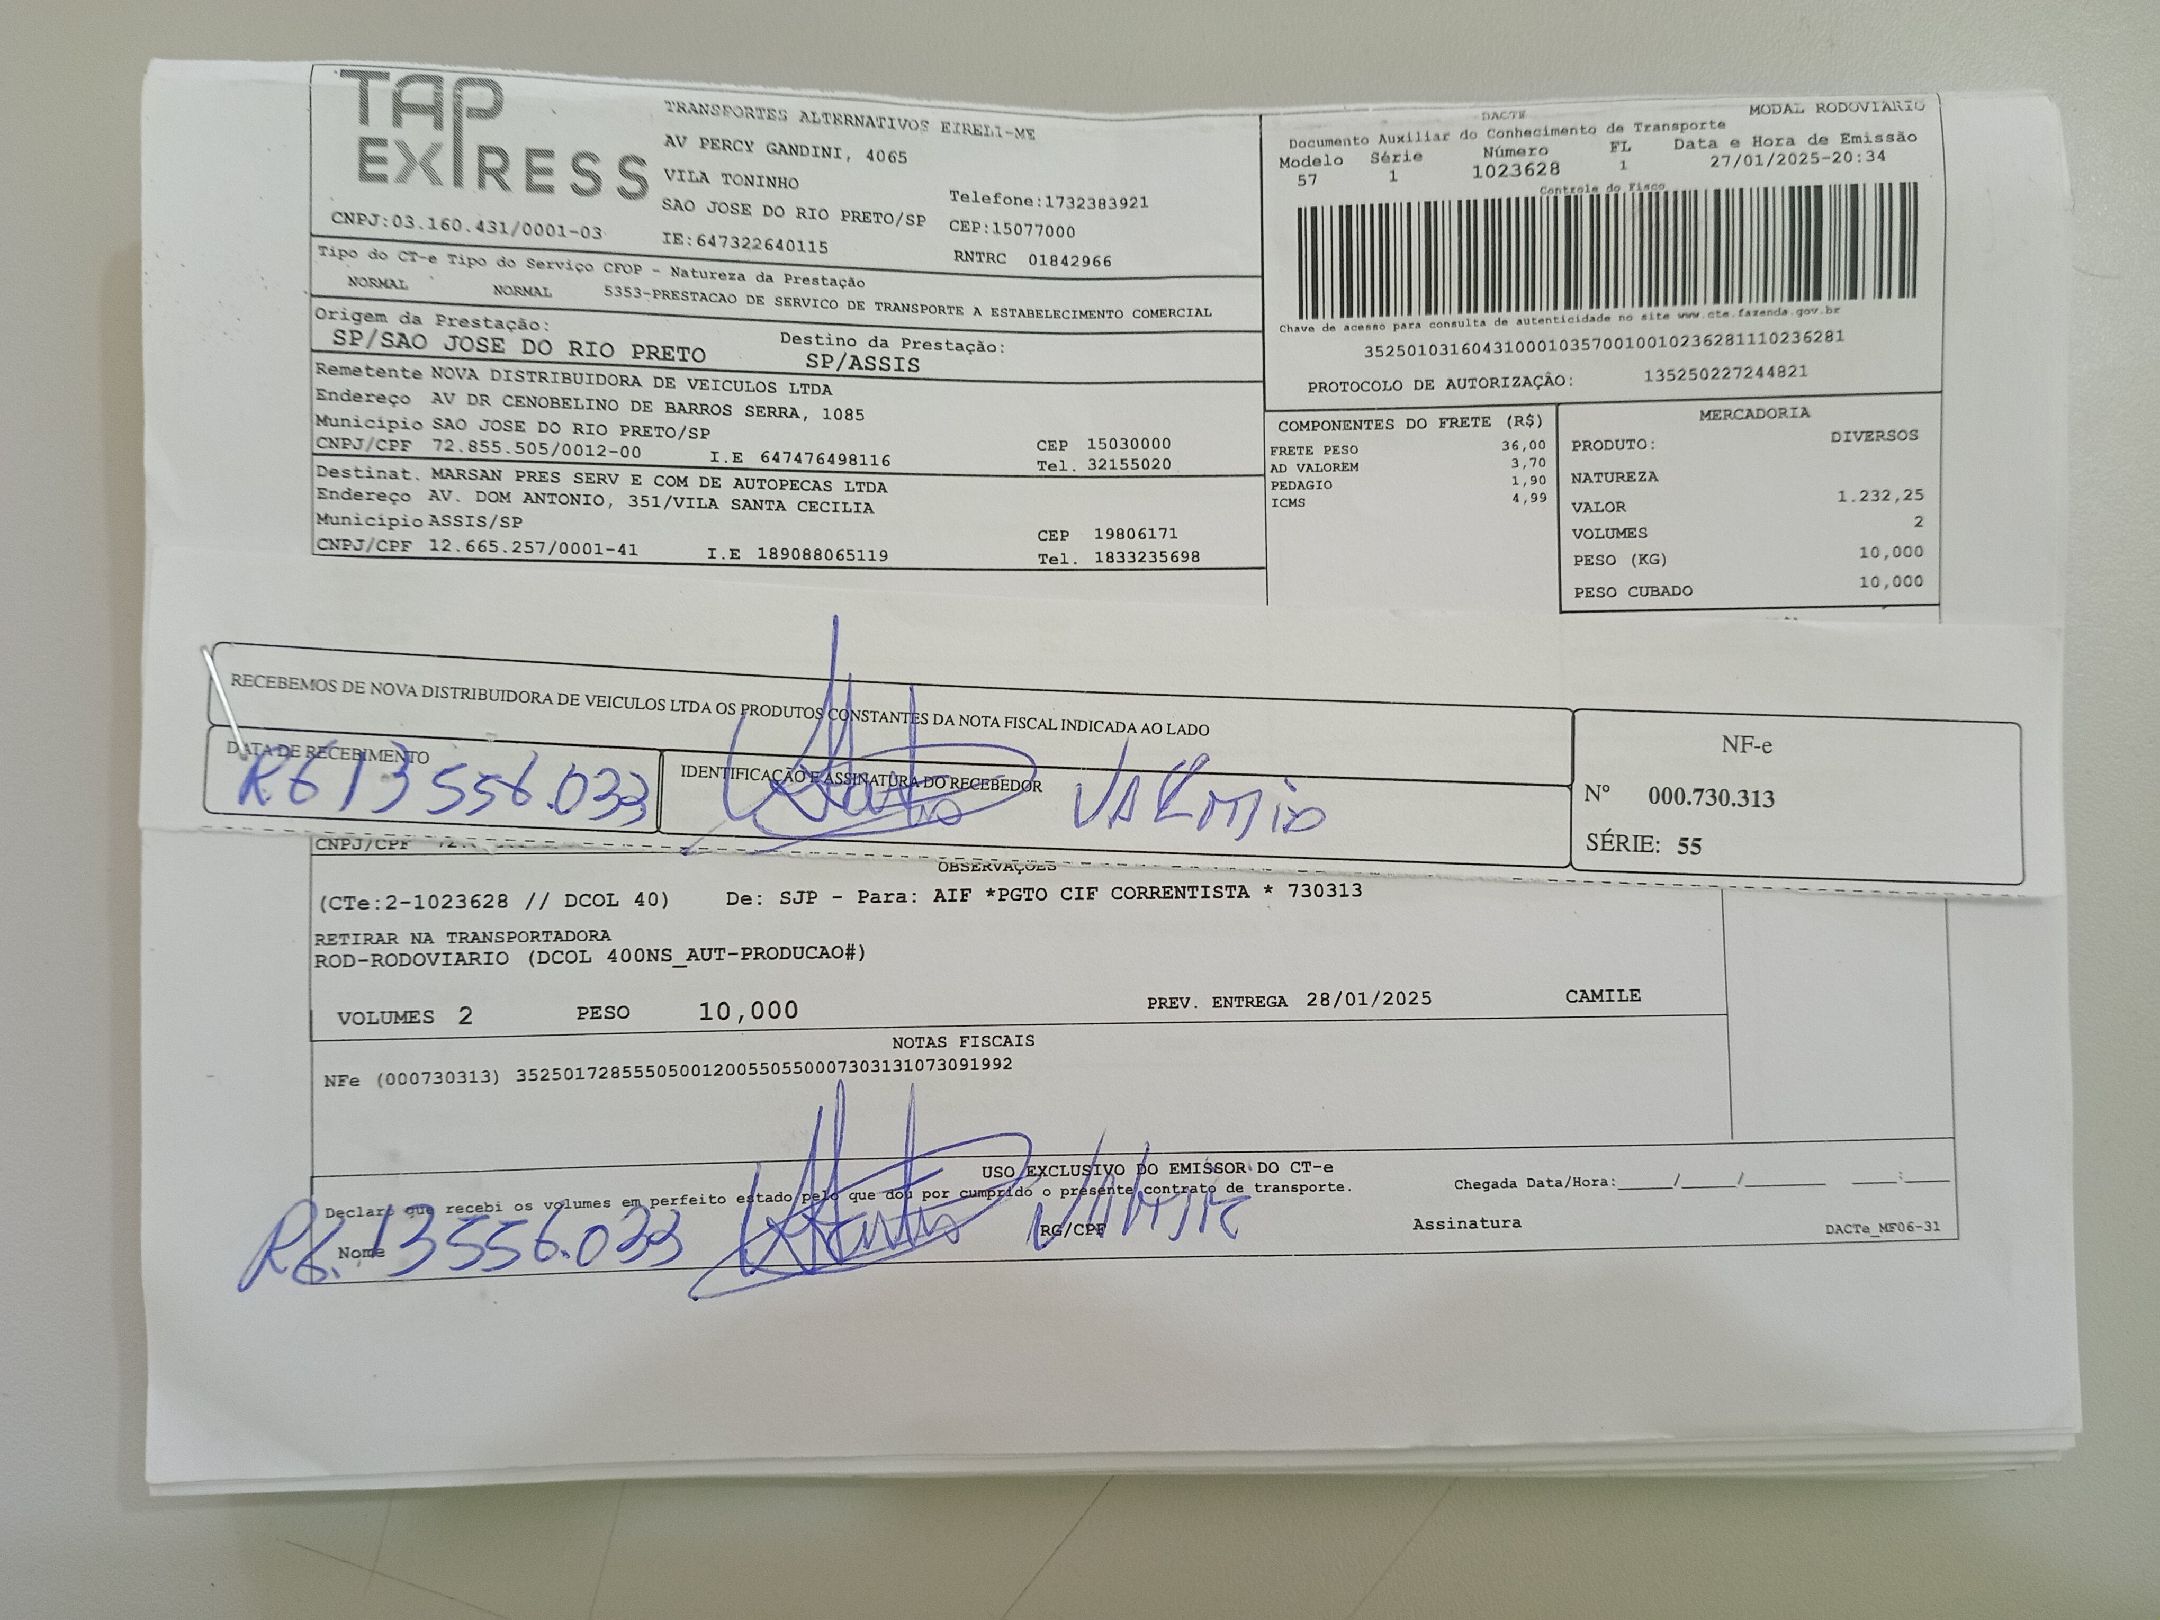 TAP
EXPRESS
TRANSPORTES ALTERNATIVOS EIRELI-ME
AV PERCY GANDINI, 4065
VILA TONINHO
SAO JOSE DO RIO PRETO/SP
Telefone:1732383921
CEP:15077000
CNPJ:03.160.431/0001-03
IE:647322640115
RNTRC 01842966
Tipo do CT-e Tipo do Serviço CFOP - Natureza da Prestação
NORMAL NORMAL 5353-PRESTACAO DE SERVICO DE TRANSPORTE A ESTABELECIMENTO COMERCIAL
Origem da Prestação:
SP/SAO JOSE DO RIO PRETO
Destino da Prestação:
SP/ASSIS
Remetente NOVA DISTRIBUIDORA DE VEICULOS LTDA
Endereço AV DR CENOBELINO DE BARROS SERRA, 1085
Município SAO JOSE DO RIO PRETO/SP
CEP 15030000
CNPJ/CPF 72.855.505/0012-00 I.E 647476498116 Tel. 32155020
Destinat. MARSAN PRES SERV E COM DE AUTOPECAS LTDA
Endereço AV. DOM ANTONIO, 351/VILA SANTA CECILIA
Município ASSIS/SP CEP 19806171
CNPJ/CPF 12.665.257/0001-41 I.E 189088065119 Tel. 1833235698
DACTE MODAL RODOVIÁRIO
Documento Auxiliar do Conhecimento de Transporte
Modelo Série Número FL Data e Hora de Emissão
57 1 1023628 1 27/01/2025-20:34
Controle do Fisco
Chave de acesso para consulta de autenticidade no site www.cte.fazenda.gov.br
35250103160431000103570010010236281110236281
PROTOCOLO DE AUTORIZAÇÃO: 135250227244821
COMPONENTES DO FRETE (R$)
FRETE PESO 36,00
AD VALOREM 3,70
PEDAGIO 1,90
ICMS 4,99
MERCADORIA
PRODUTO: DIVERSOS
NATUREZA
VALOR 1.232,25
VOLUMES 2
PESO (KG) 10,000
PESO CUBADO 10,000
RECEBEMOS DE NOVA DISTRIBUIDORA DE VEICULOS LTDA OS PRODUTOS CONSTANTES DA NOTA FISCAL INDICADA AO LADO
DATA DE RECEBIMENTO
RG 13556.033
IDENTIFICAÇÃO E ASSINATURA DO RECEBEDOR
NF-e
Nº 000.730.313
SÉRIE: 55
CNPJ/CPF 72.
OBSERVAÇÕES
(CTe:2-1023628 // DCOL 40) De: SJP - Para: AIF *PGTO CIF CORRENTISTA * 730313
RETIRAR NA TRANSPORTADORA
ROD-RODOVIARIO (DCOL 400NS_AUT-PRODUCAO#)
VOLUMES 2 PESO 10,000 PREV. ENTREGA 28/01/2025 CAMILE
NOTAS FISCAIS
NFe (000730313) 35250172855505001200550550007303131073091992
USO EXCLUSIVO DO EMISSOR DO CT-e
Declaro que recebi os volumes em perfeito estado pelo que dou por cumprido o presente contrato de transporte.
Chegada Data/Hora:_____/_____/_______ ____:____
Nome RG/CPF Assinatura
RG. 13556.033
DACTe_MF06-31